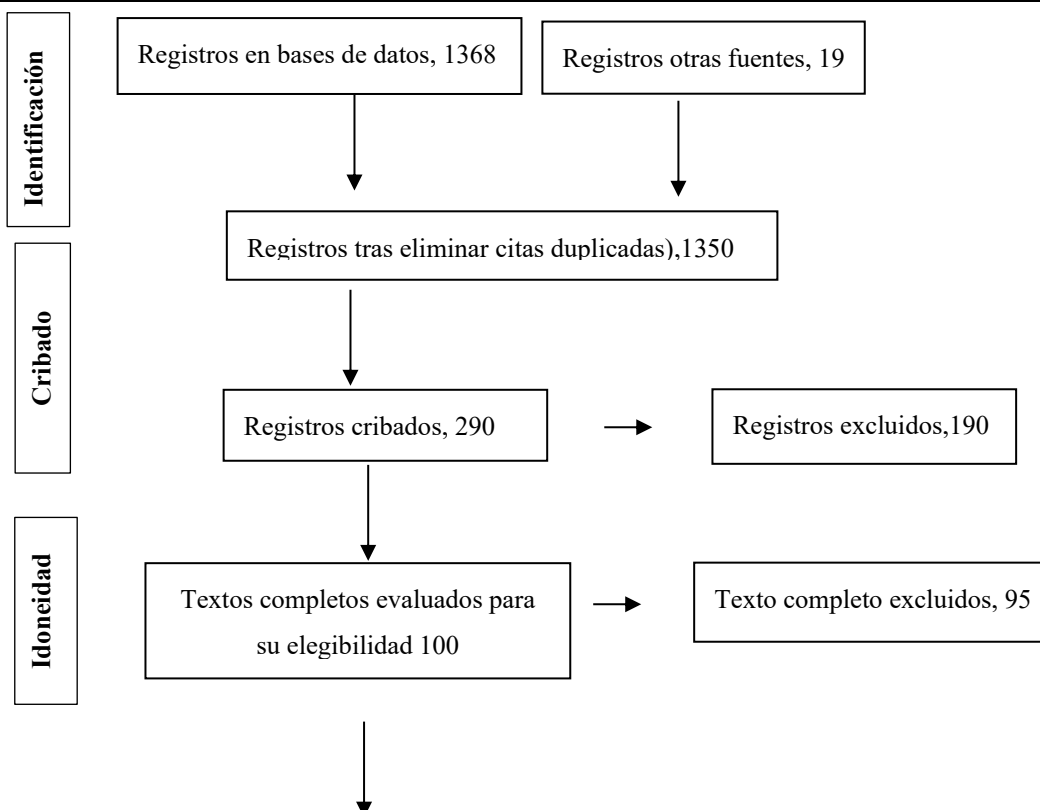 Identificación
Registros en bases de datos, 1368
Registros otras fuentes, 19
Registros tras eliminar citas duplicadas),1350
Cribado
Registros cribados, 290
Registros excluidos,190
Idoneidad
Textos completos evaluados para
su elegibilidad 100
Texto completo excluidos, 95